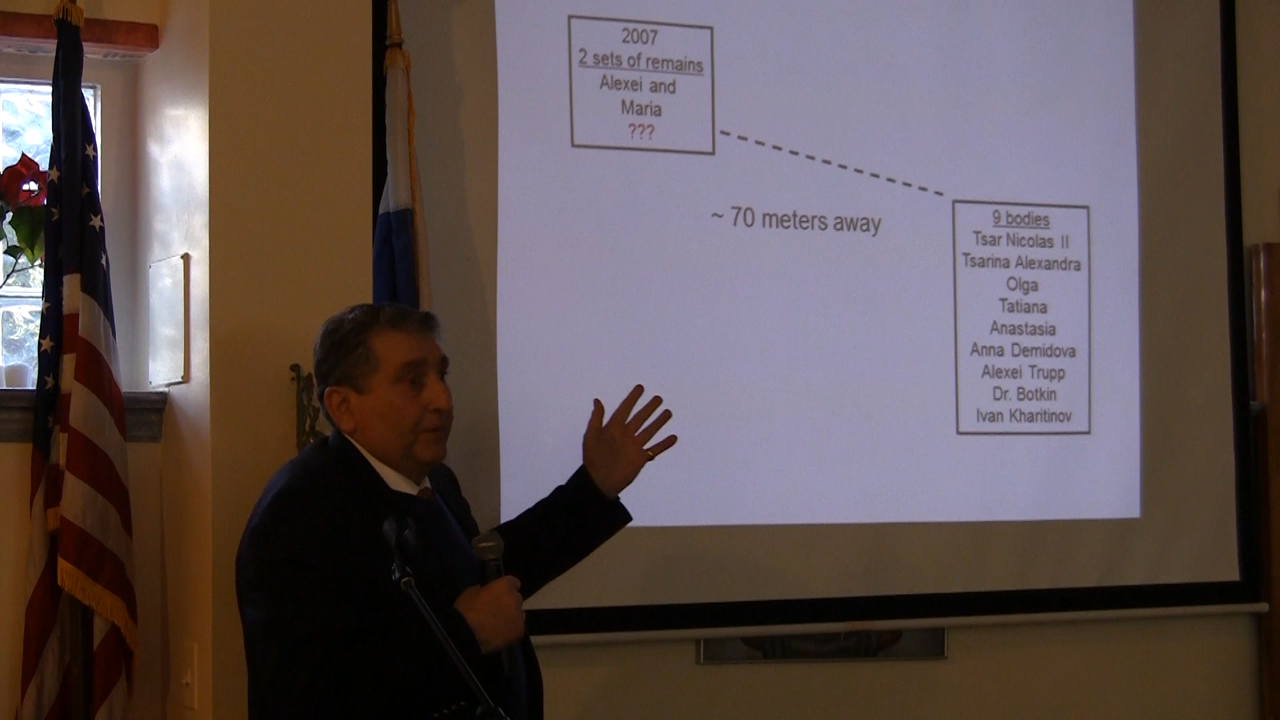 2007
2 sets of remains
Alexei and
Maria
???
~ 70 meters away
9 bodies
Tsar Nicolas II
Tsarina Alexandra
Olga
Tatiana
Anastasia
Anna Demidova
Alexei Trupp
Dr. Botkin
Ivan Kharitinov